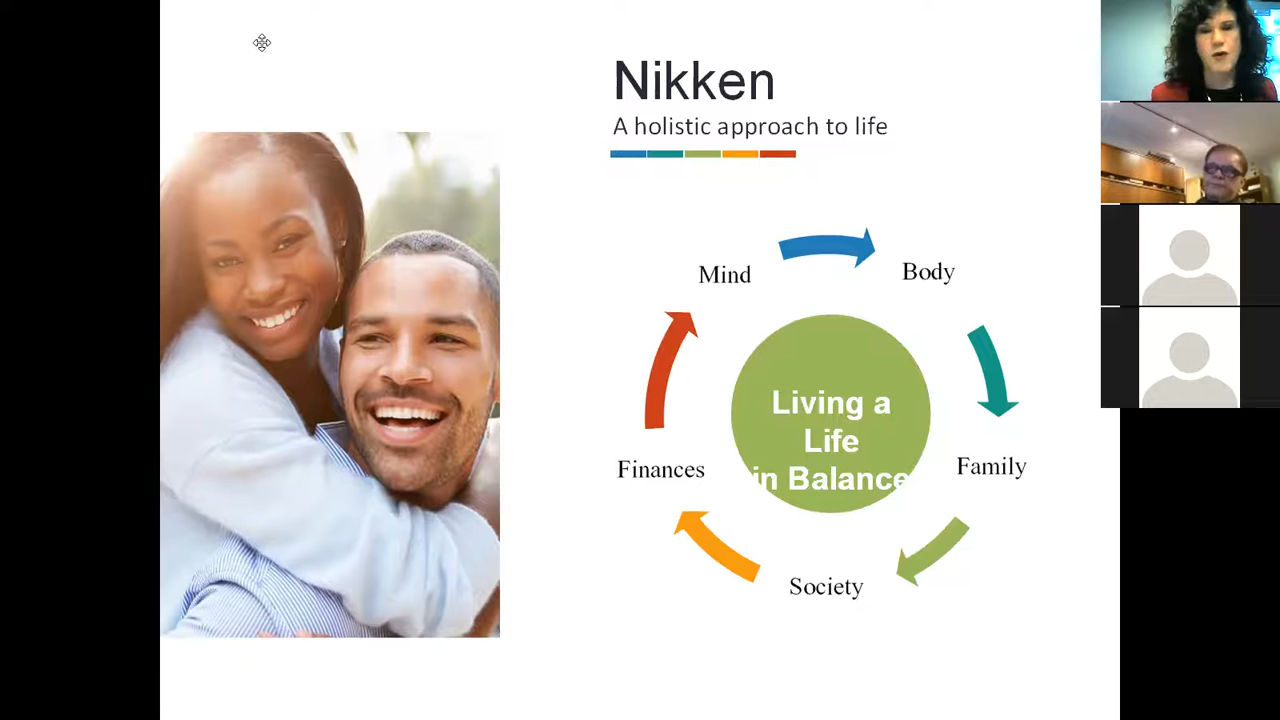 Nikken
A holistic approach to life
Mind
Body
Living a
Life
in Balance
Finances
Family
Society